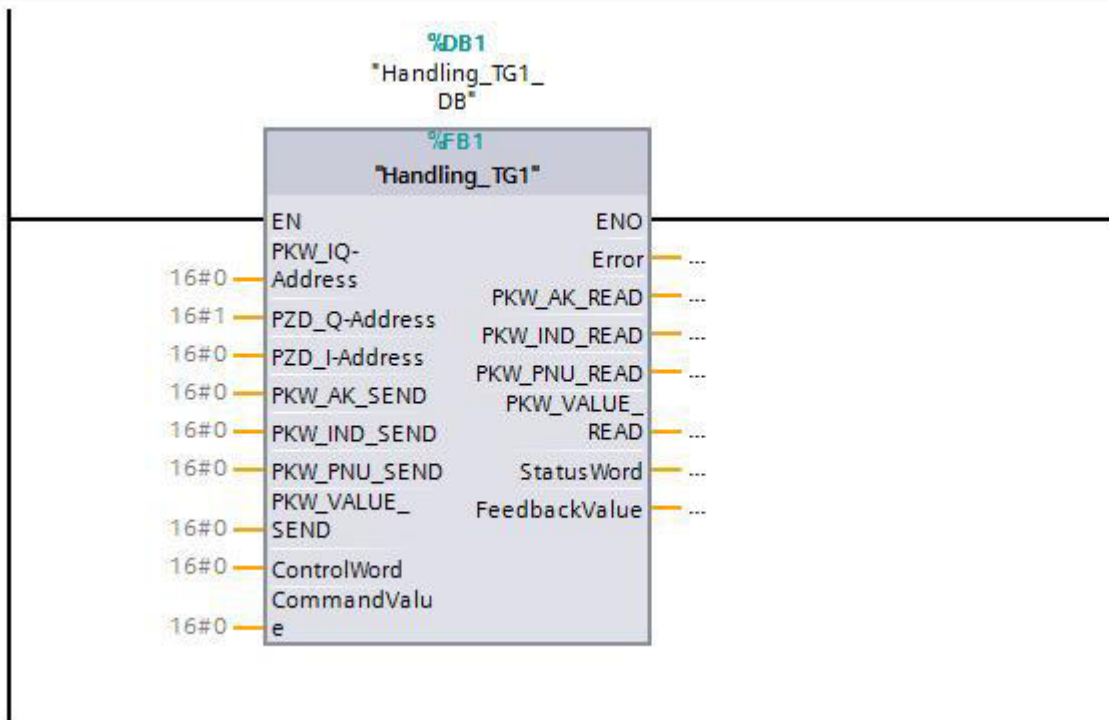 %DB1
"Handling_TG1_
DB"
%FB1
"Handling_TG1"
EN ENO
PKW_IQ-
16#0 Address
Error ...
PKW_AK_READ ...
16#1 PZD_Q-Address
PKW_IND_READ ...
16#0 PZD_I-Address
PKW_PNU_READ ...
16#0 PKW_AK_SEND
PKW_VALUE_
READ ...
16#0 PKW_IND_SEND
16#0 PKW_PNU_SEND
StatusWord ...
PKW_VALUE_
16#0 SEND
FeedbackValue ...
16#0 ControlWord
CommandValu
16#0 e